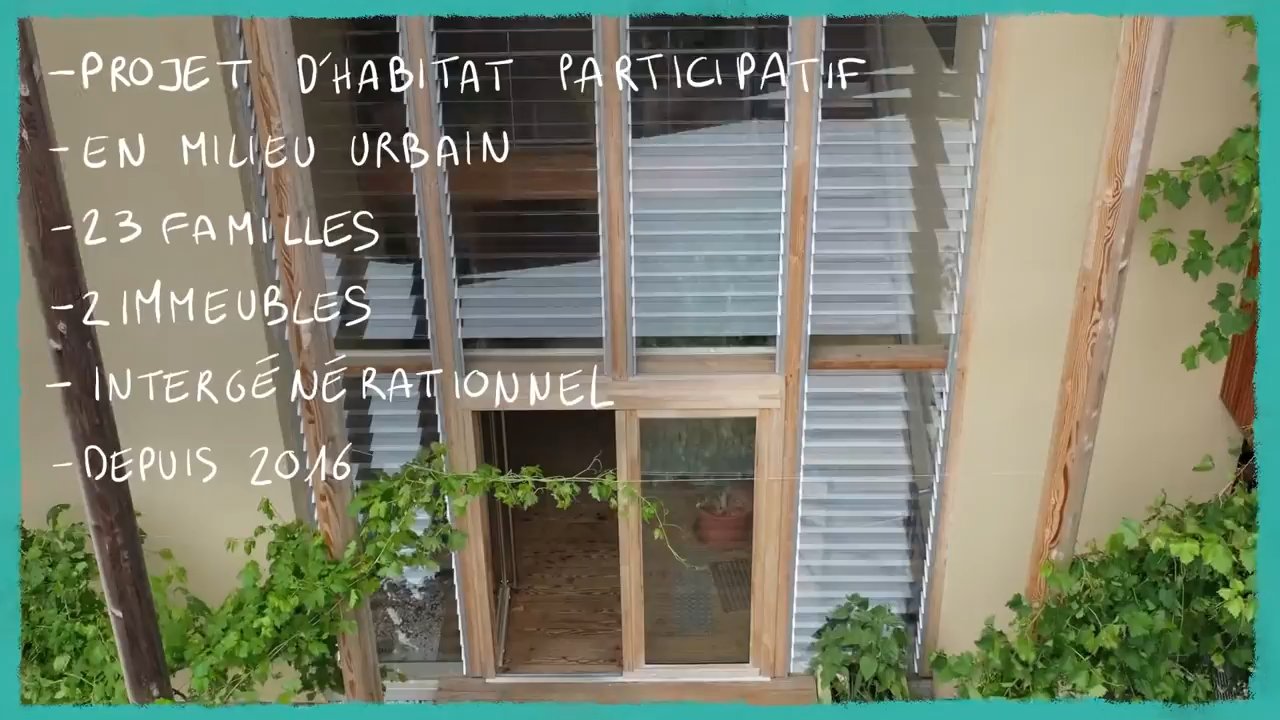 -PROJET D'HABITAT PARTICIPATIF
-EN MILIEU URBAIN
-23 FAMILLES
-2 IMMEUBLES
- INTERGÉNÉRATIONNEL
-DEPUIS 2016